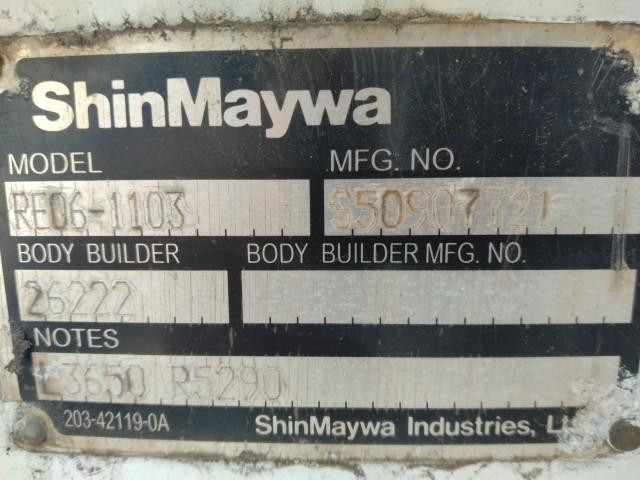 ShinMaywa
MODEL MFG. NO.
RE06-1103 S50907721
BODY BUILDER BODY BUILDER MFG. NO.
26222
NOTES
L3650 R5290
203-42119-0A ShinMaywa Industries, Lt